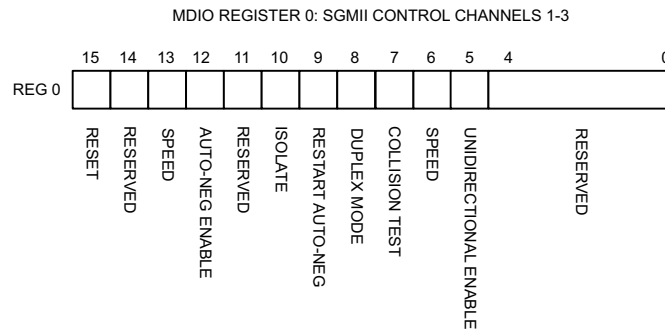 MDIO REGISTER 0: SGMII CONTROL CHANNELS 1-3
15 14 13 12 11 10 9 8 7 6 5 4 0
REG 0
RESET
RESERVED
SPEED
AUTO-NEG ENABLE
RESERVED
ISOLATE
RESTART AUTO-NEG
DUPLEX MODE
COLLISION TEST
SPEED
UNIDIRECTIONAL ENABLE
RESERVED